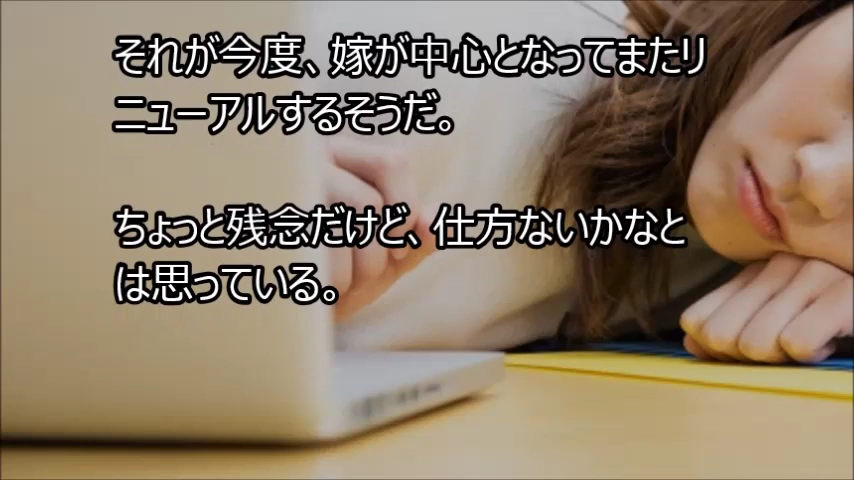 それが今度、嫁が中心となってまたリ
ニューアルするそうだ。
ちょっと残念だけど、仕方ないかなと
は思っている。